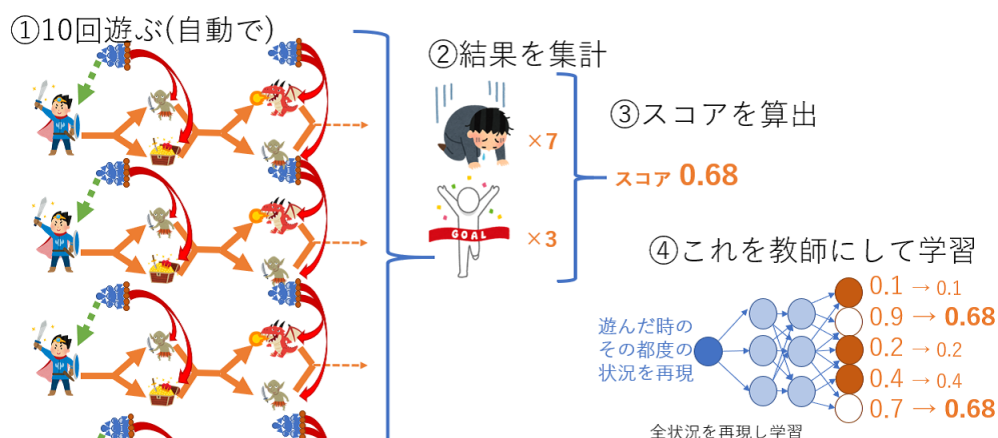 ①10回遊ぶ(自動で)
②結果を集計
×7
GOAL
×3
③スコアを算出
スコア 0.68
④これを教師にして学習
遊んだ時の
その都度の
状況を再現
0.1 → 0.1
0.9 → 0.68
0.2 → 0.2
0.4 → 0.4
0.7 → 0.68
全状況を再現し学習